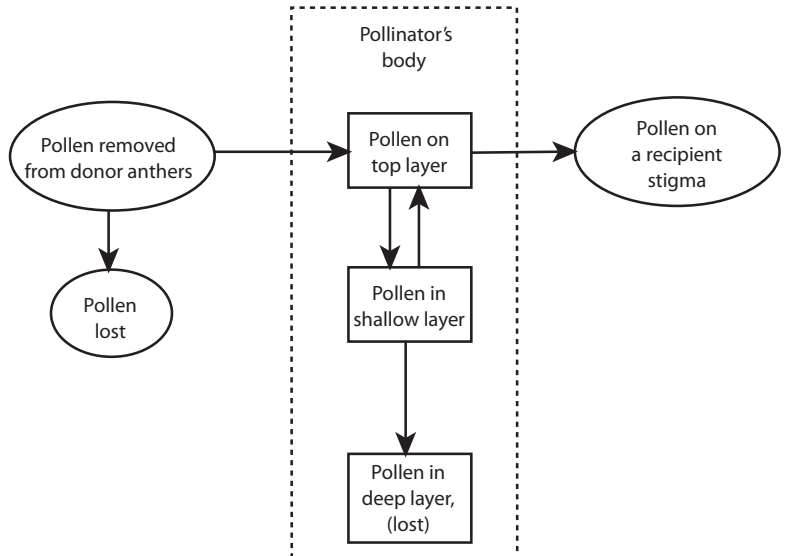 Pollinator's
body
Pollen removed
from donor anthers
Pollen on
top layer
Pollen on
a recipient
stigma
Pollen
lost
Pollen in
shallow layer
Pollen in
deep layer,
(lost)